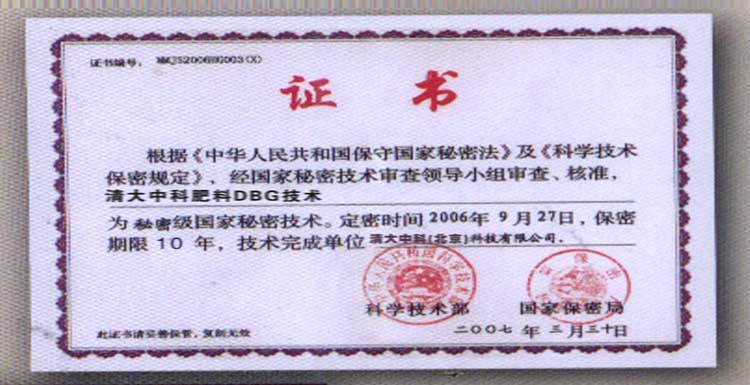 证书编号：
证 书
根据《中华人民共和国保守国家秘密法》及《科学技术
保密规定》，经国家秘密技术审查领导小组审查、核准，
清大中科肥料DBG技术
为秘密级国家秘密技术。定密时间2006年9月27日，保密
期限10年，技术完成单位清大中科(北京)科技有限公司.
科学技术部 国家保密局
二〇〇七 年 三月三十日
此证书请妥善保管，复制无效